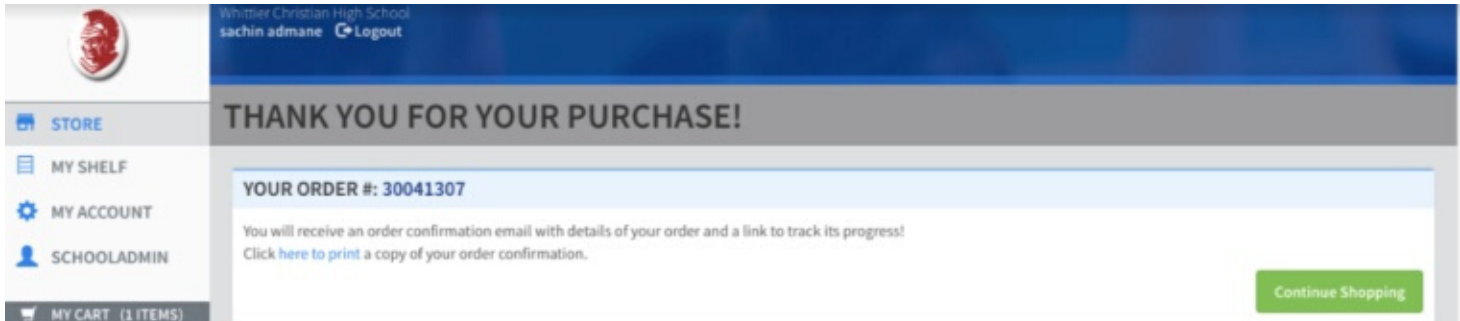 Whittier Christian High School
sachin admane Logout
STORE
MY SHELF
MY ACCOUNT
SCHOOLADMIN
MY CART (1 ITEMS)
THANK YOU FOR YOUR PURCHASE!
YOUR ORDER #: 30041307
You will receive an order confirmation email with details of your order and a link to track its progress!
Click here to print a copy of your order confirmation.
Continue Shopping